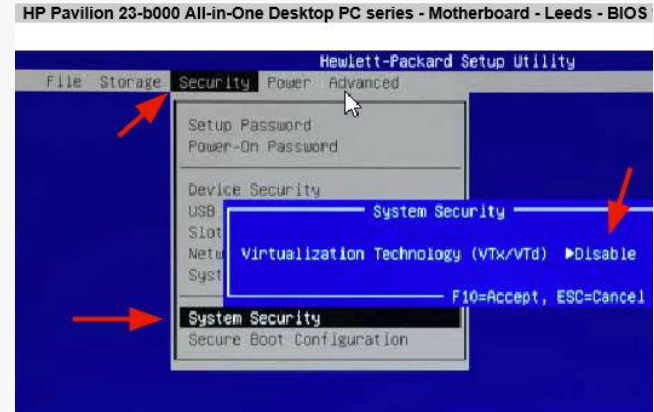 HP Pavilion 23-b000 All-in-One Desktop PC series - Motherboard - Leeds - BIOS
Hewlett-Packard Setup Utility
File Storage Security Power Advanced
Setup Password
Power-On Password
Device Security
USB
Slot
Netw
Syst
System Security
Virtualization Technology (VTx/VTd) ▶Disable
F10=Accept, ESC=Cancel
System Security
Secure Boot Configuration